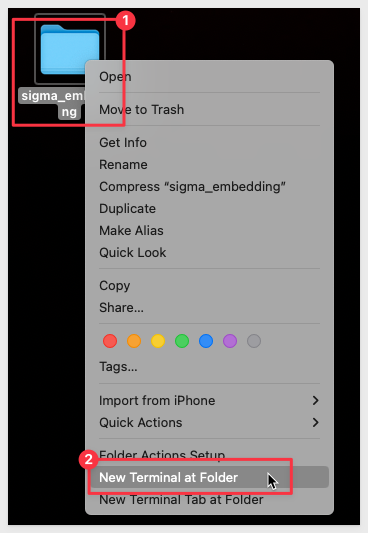 1
sigma_em
ng
Open
Move to Trash
Get Info
Rename
Compress “sigma_embedding”
Duplicate
Make Alias
Quick Look
Copy
Share...
Tags...
Import from iPhone
Quick Actions
Folder Actions Setup
2
New Terminal at Folder
New Terminal Tab at Folder